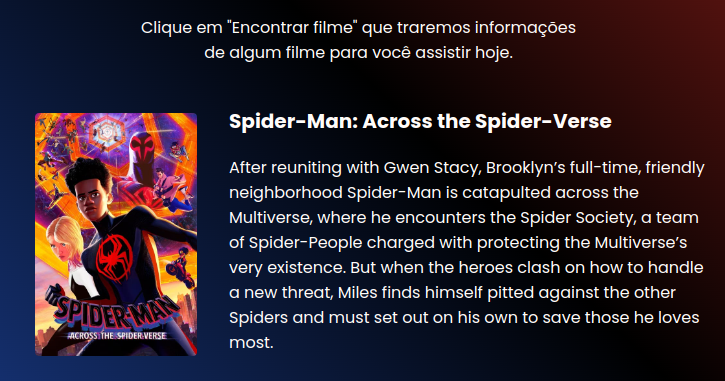 Clique em "Encontrar filme" que traremos informações
de algum filme para você assistir hoje.
Spider-Man: Across the Spider-Verse
After reuniting with Gwen Stacy, Brooklyn’s full-time, friendly
neighborhood Spider-Man is catapulted across the
Multiverse, where he encounters the Spider Society, a team
of Spider-People charged with protecting the Multiverse’s
very existence. But when the heroes clash on how to handle
a new threat, Miles finds himself pitted against the other
Spiders and must set out on his own to save those he loves
most.
SPIDER-MAN
ACROSS THE SPIDER-VERSE